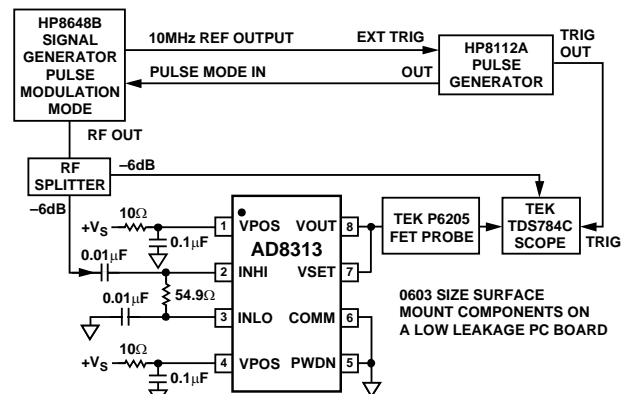 HP8648B
SIGNAL
GENERATOR
PULSE
MODULATION
MODE
10MHz REF OUTPUT
EXT TRIG
PULSE MODE IN
OUT
HP8112A
PULSE
GENERATOR
TRIG
OUT
RF OUT
RF
SPLITTER
–6dB
–6dB
+VS
10Ω
0.1μF
0.01μF
54.9Ω
0.01μF
+VS
10Ω
0.1μF
1 VPOS VOUT 8
AD8313
2 INHI VSET 7
3 INLO COMM 6
4 VPOS PWDN 5
TEK P6205
FET PROBE
TEK
TDS784C
SCOPE
TRIG
0603 SIZE SURFACE
MOUNT COMPONENTS ON
A LOW LEAKAGE PC BOARD